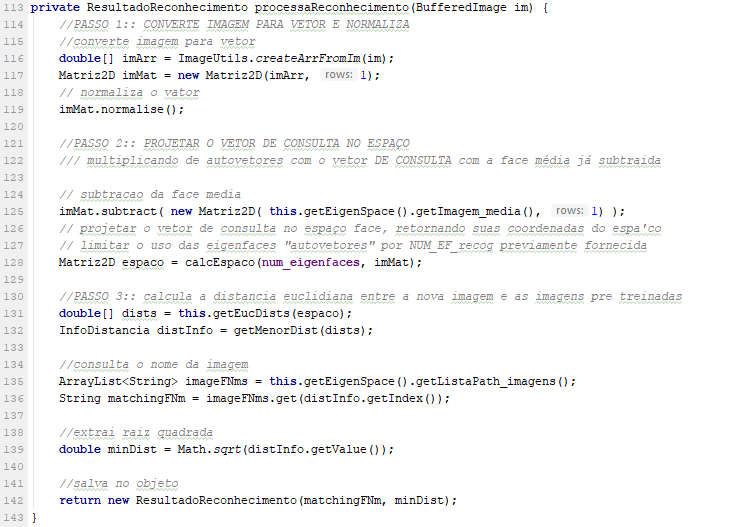 113 private ResultadoReconhecimento processaReconhecimento(BufferedImage im) {
114 //PASSO 1:: CONVERTE IMAGEM PARA VETOR E NORMALIZA
115 //converte imagem para vetor
116 double[] imArr = ImageUtils.createArrFromIm(im);
117 Matriz2D imMat = new Matriz2D(imArr, rows: 1);
118 // normaliza o vator
119 imMat.normalise();
120
121 //PASSO 2:: PROJETAR O VETOR DE CONSULTA NO ESPAÇO
122 /// multiplicando de autovetores com o vetor DE CONSULTA com a face média já subtraida
123
124 // subtracao da face media
125 imMat.subtract( new Matriz2D( this.getEigenSpace().getImagem_media(), rows: 1) );
126 // projetar o vetor de consulta no espaço face, retornando suas coordenadas do espa'co
127 // limitar o uso das eigenfaces "autovetores" por NUM_EF_recog previamente fornecida
128 Matriz2D espaco = calcEspaco(num_eigenfaces, imMat);
129
130 //PASSO 3:: calcula a distancia euclidiana entre a nova imagem e as imagens pre treinadas
131 double[] dists = this.getEucDists(espaco);
132 InfoDistancia distInfo = getMenorDist(dists);
133
134 //consulta o nome da imagem
135 ArrayList<String> imageFNms = this.getEigenSpace().getListaPath_imagens();
136 String matchingFNm = imageFNms.get(distInfo.getIndex());
137
138 //extrai raiz quadrada
139 double minDist = Math.sqrt(distInfo.getValue());
140
141 //salva no objeto
142 return new ResultadoReconhecimento(matchingFNm, minDist);
143 }